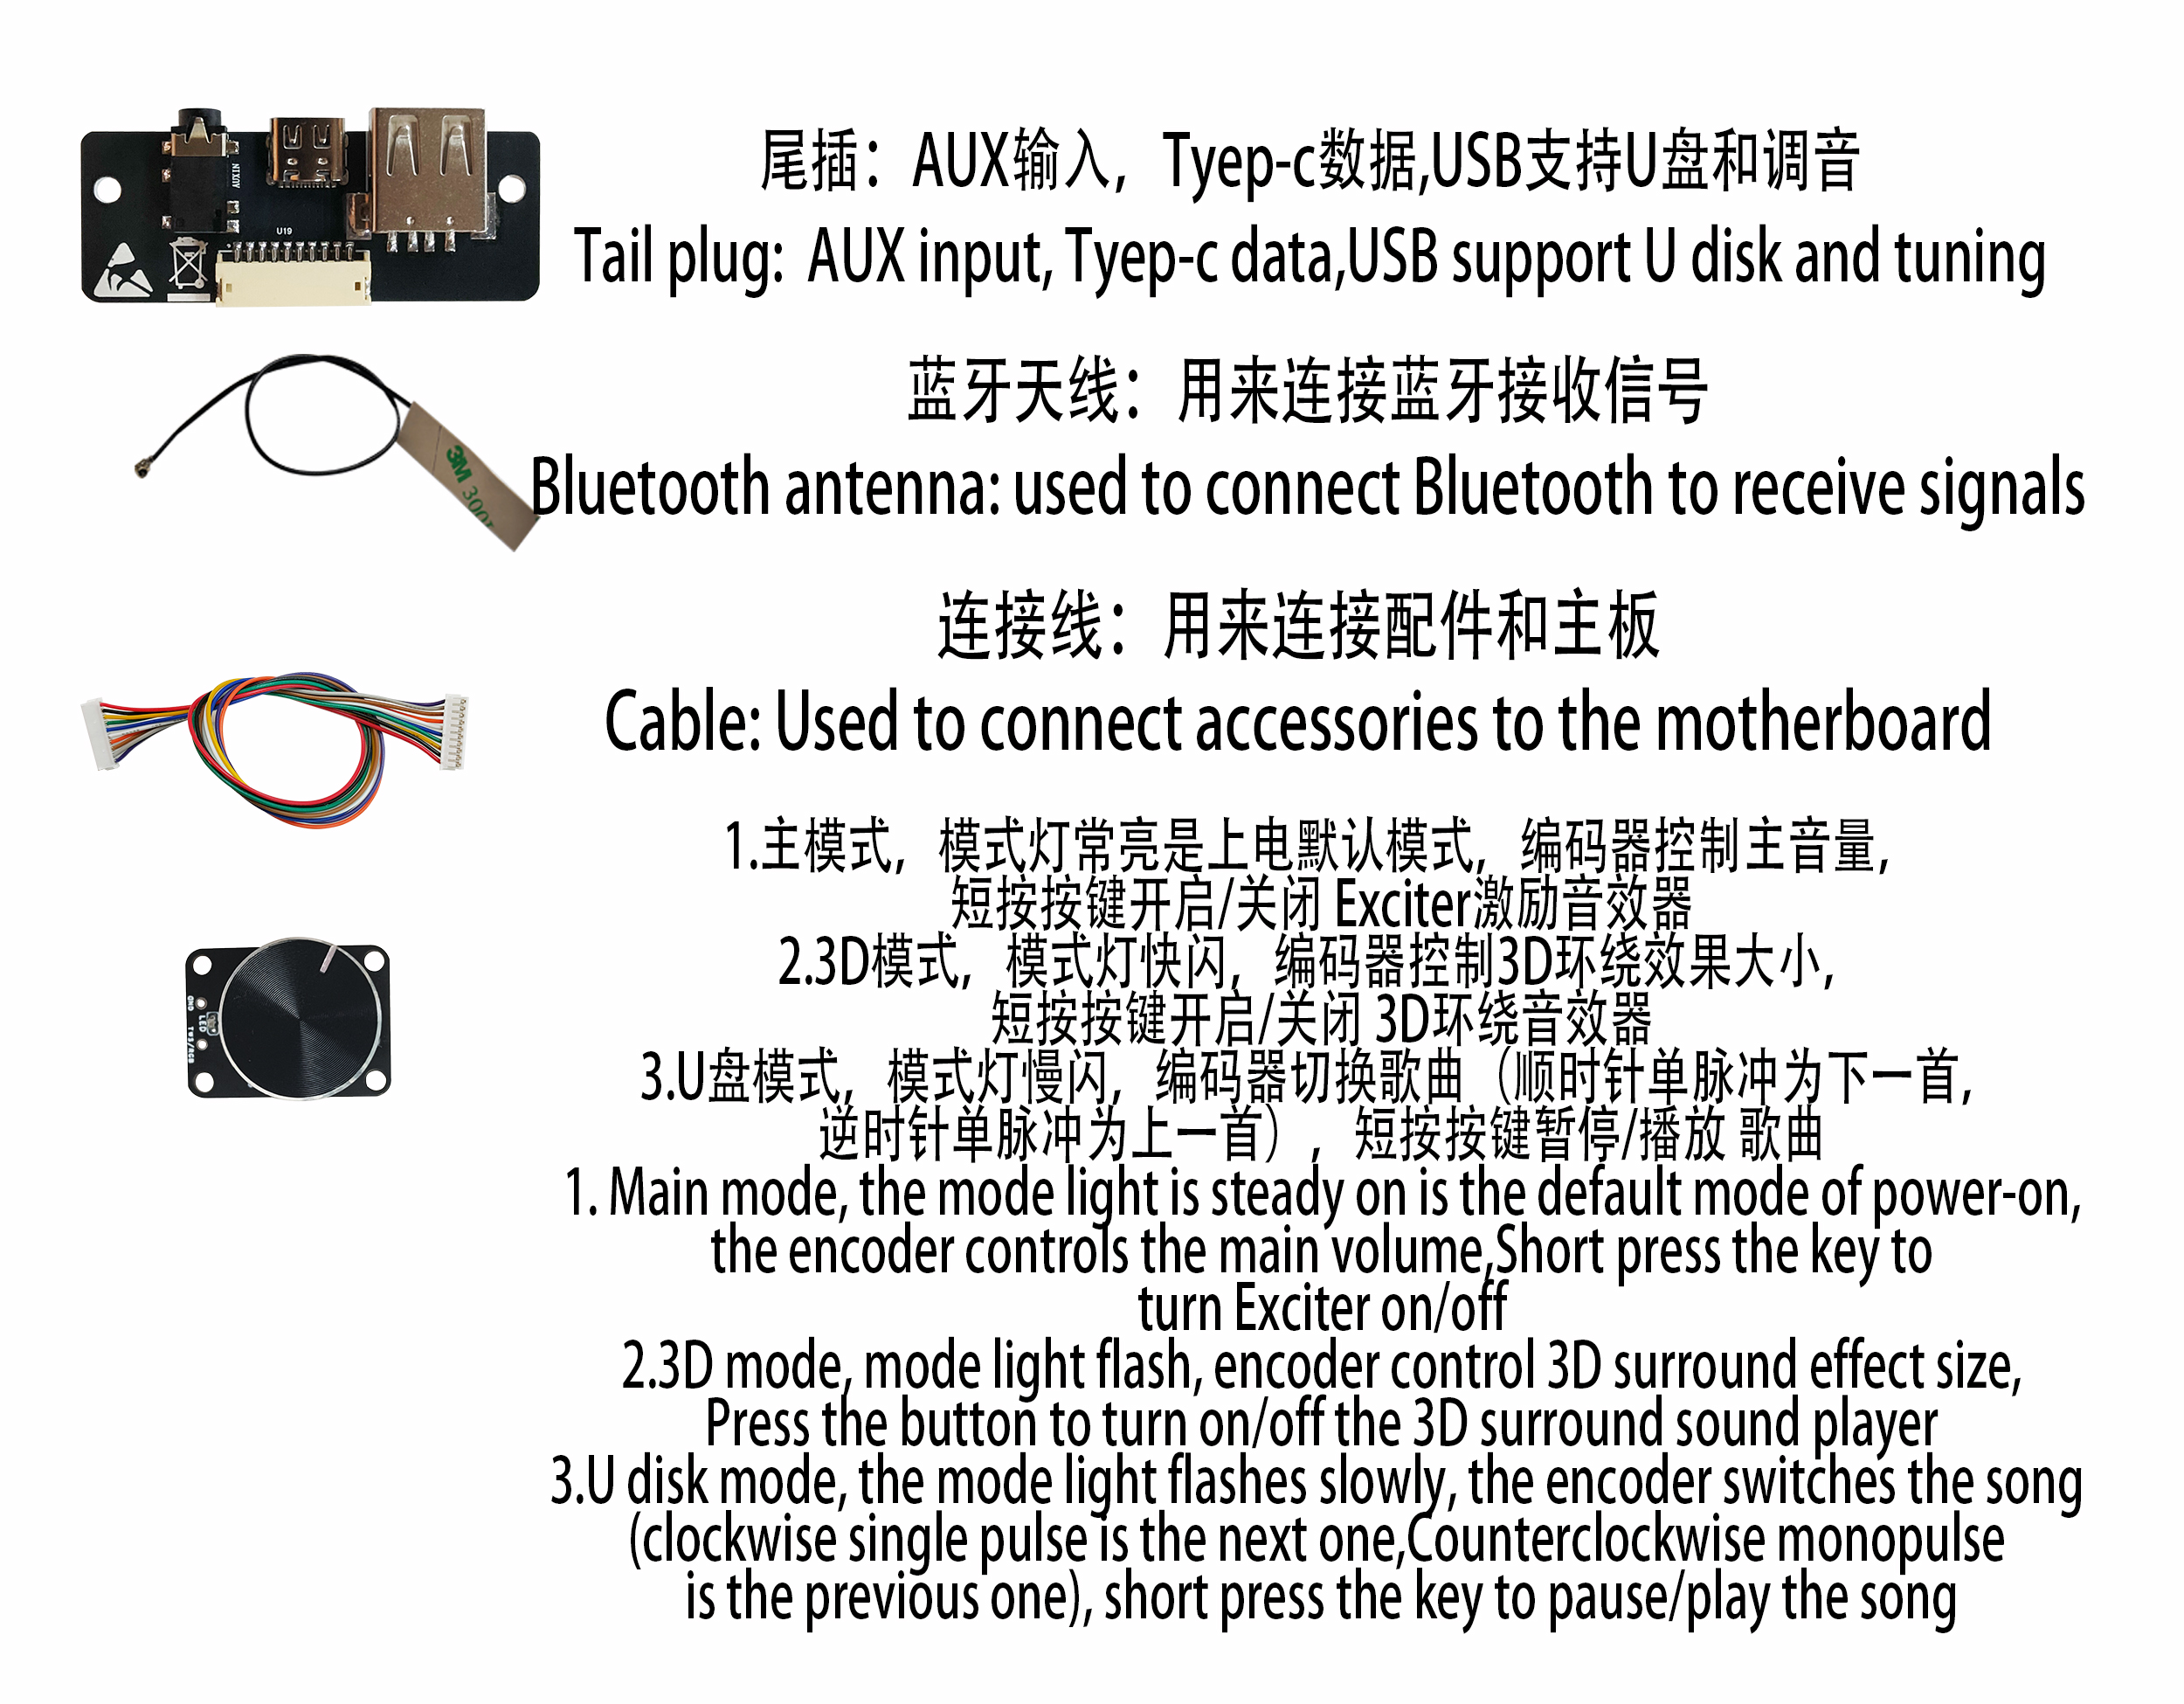 AUXIN
U19
尾插：AUX输入，Tyep-c数据,USB支持U盘和调音
Tail plug: AUX input, Tyep-c data,USB support U disk and tuning
蓝牙天线：用来连接蓝牙接收信号
3M 300
Bluetooth antenna: used to connect Bluetooth to receive signals
连接线：用来连接配件和主板
Cable: Used to connect accessories to the motherboard
1.主模式，模式灯常亮是上电默认模式，编码器控制主音量,
短按按键开启/关闭 Exciter激励音效器
2.3D模式，模式灯快闪，编码器控制3D环绕效果大小,
短按按键开启/关闭 3D环绕音效器
GND LED TWS/RGB
3.U盘模式，模式灯慢闪，编码器切换歌曲（顺时针单脉冲为下一首,
逆时针单脉冲为上一首），短按按键暂停/播放 歌曲
1. Main mode, the mode light is steady on is the default mode of power-on,
the encoder controls the main volume,Short press the key to
turn Exciter on/off
2.3D mode, mode light flash, encoder control 3D surround effect size,
Press the button to turn on/off the 3D surround sound player
3.U disk mode, the mode light flashes slowly, the encoder switches the song
(clockwise single pulse is the next one,Counterclockwise monopulse
is the previous one), short press the key to pause/play the song